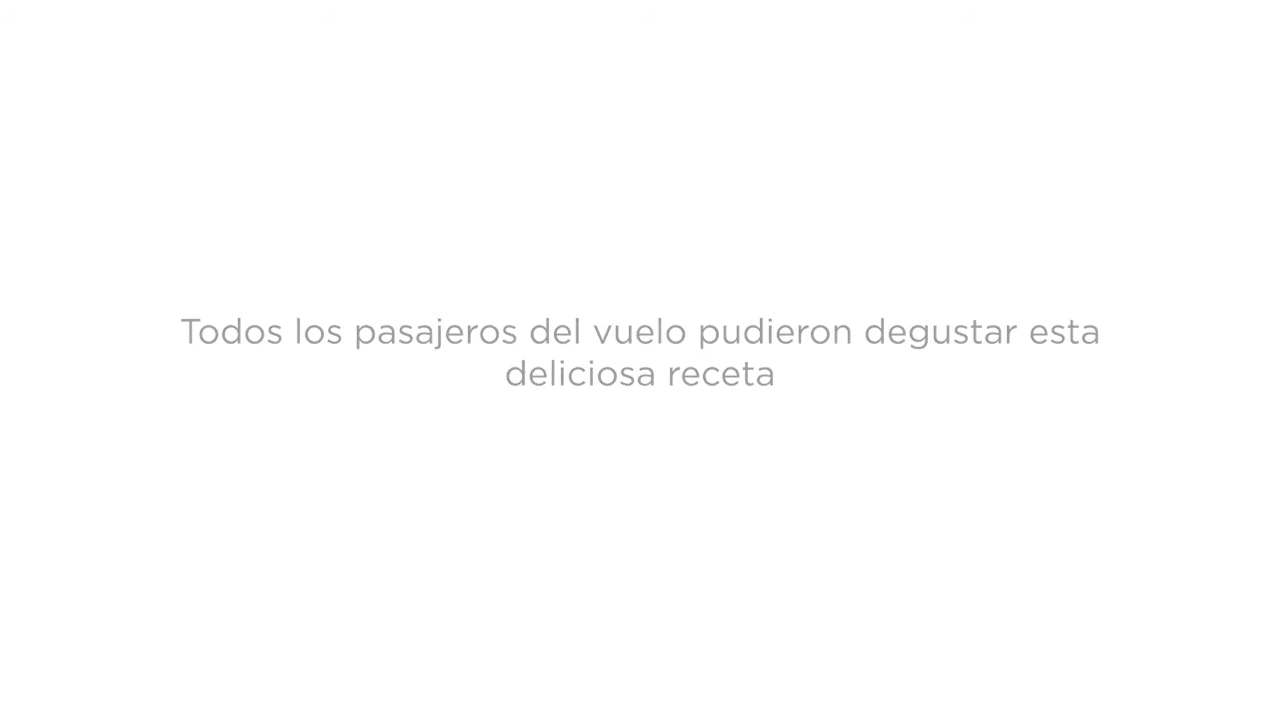 Todos los pasajeros del vuelo pudieron degustar esta
deliciosa receta